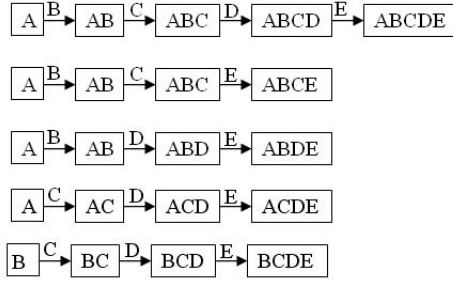 A B AB C ABC D ABCD E ABCDE
A B AB C ABC E ABCE
A B AB D ABD E ABDE
A C AC D ACD E ACDE
B C BC D BCD E BCDE